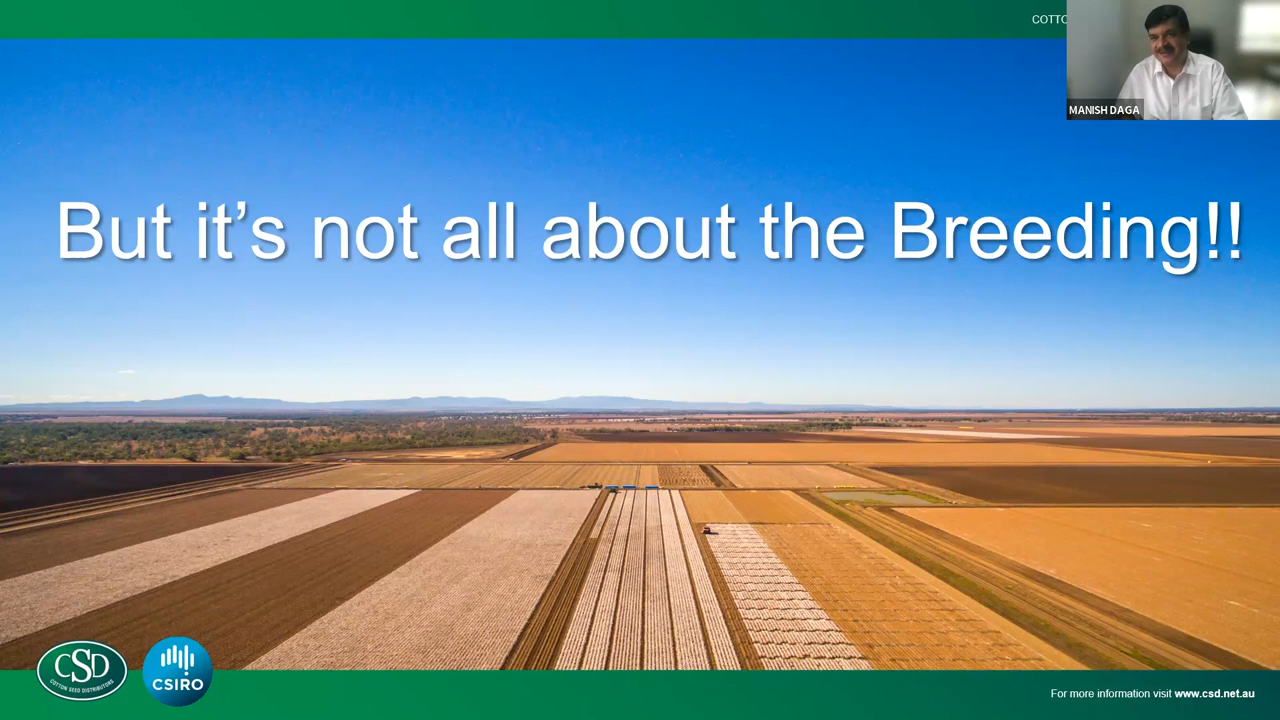 COTTO
MANISH DAGA
But it's not all about the Breeding!!
CSD
COTTON SEED DISTRIBUTORS
CSIRO
For more information visit www.csd.net.au